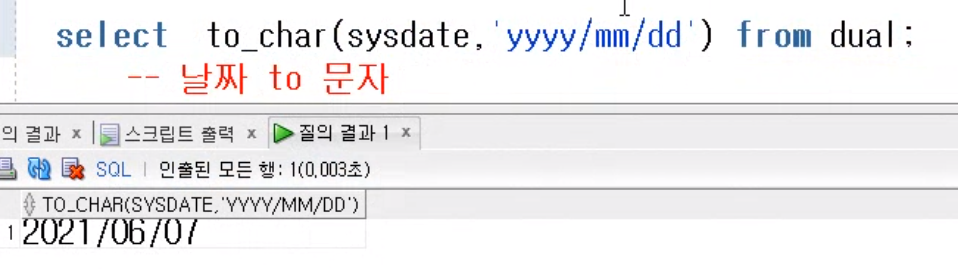 select to_char(sysdate,'yyyy/mm/dd') from dual;
-- 날짜 to 문자
의 결과 x 스크립트 출력 x 질의 결과 1 x
SQL | 인출된 모든 행: 1(0,003초)
TO_CHAR(SYSDATE,'YYYY/MM/DD')
1 2021/06/07